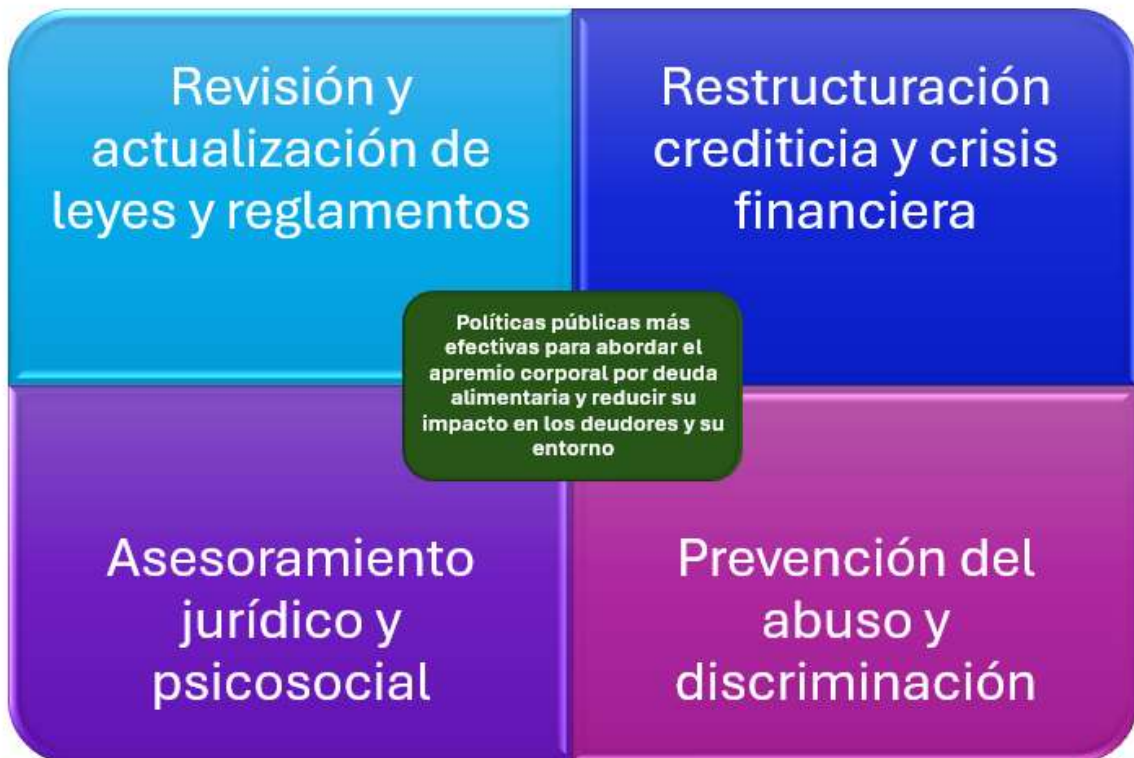 Revisión y
actualización de
leyes y reglamentos
Restructuración
crediticia y crisis
financiera
Políticas públicas más
efectivas para abordar el
apremio corporal por deuda
alimentaria y reducir su
impacto en los deudores y su
entorno
Asesoramiento
jurídico y
psicosocial
Prevención del
abuso y
discriminación